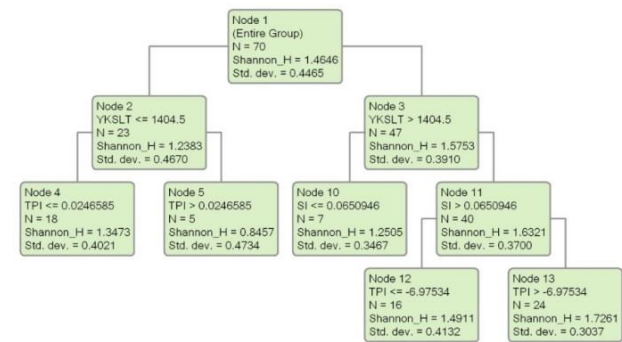 Node 1
(Entire Group)
N = 70
Shannon_H = 1.4646
Std. dev. = 0.4465
Node 2
YKSLT <= 1404.5
N = 23
Shannon_H = 1.2383
Std. dev. = 0.4670
Node 3
YKSLT > 1404.5
N = 47
Shannon_H = 1.5753
Std. dev. = 0.3910
Node 4
TPI <= 0.0246585
N = 18
Shannon_H = 1.3473
Std. dev. = 0.4021
Node 5
TPI > 0.0246585
N = 5
Shannon_H = 0.8457
Std. dev. = 0.4734
Node 10
SI <= 0.0650946
N = 7
Shannon_H = 1.2505
Std. dev. = 0.3467
Node 11
SI > 0.0650946
N = 40
Shannon_H = 1.6321
Std. dev. = 0.3700
Node 12
TPI <= -6.97534
N = 16
Shannon_H = 1.4911
Std. dev. = 0.4132
Node 13
TPI > -6.97534
N = 24
Shannon_H = 1.7261
Std. dev. = 0.3037